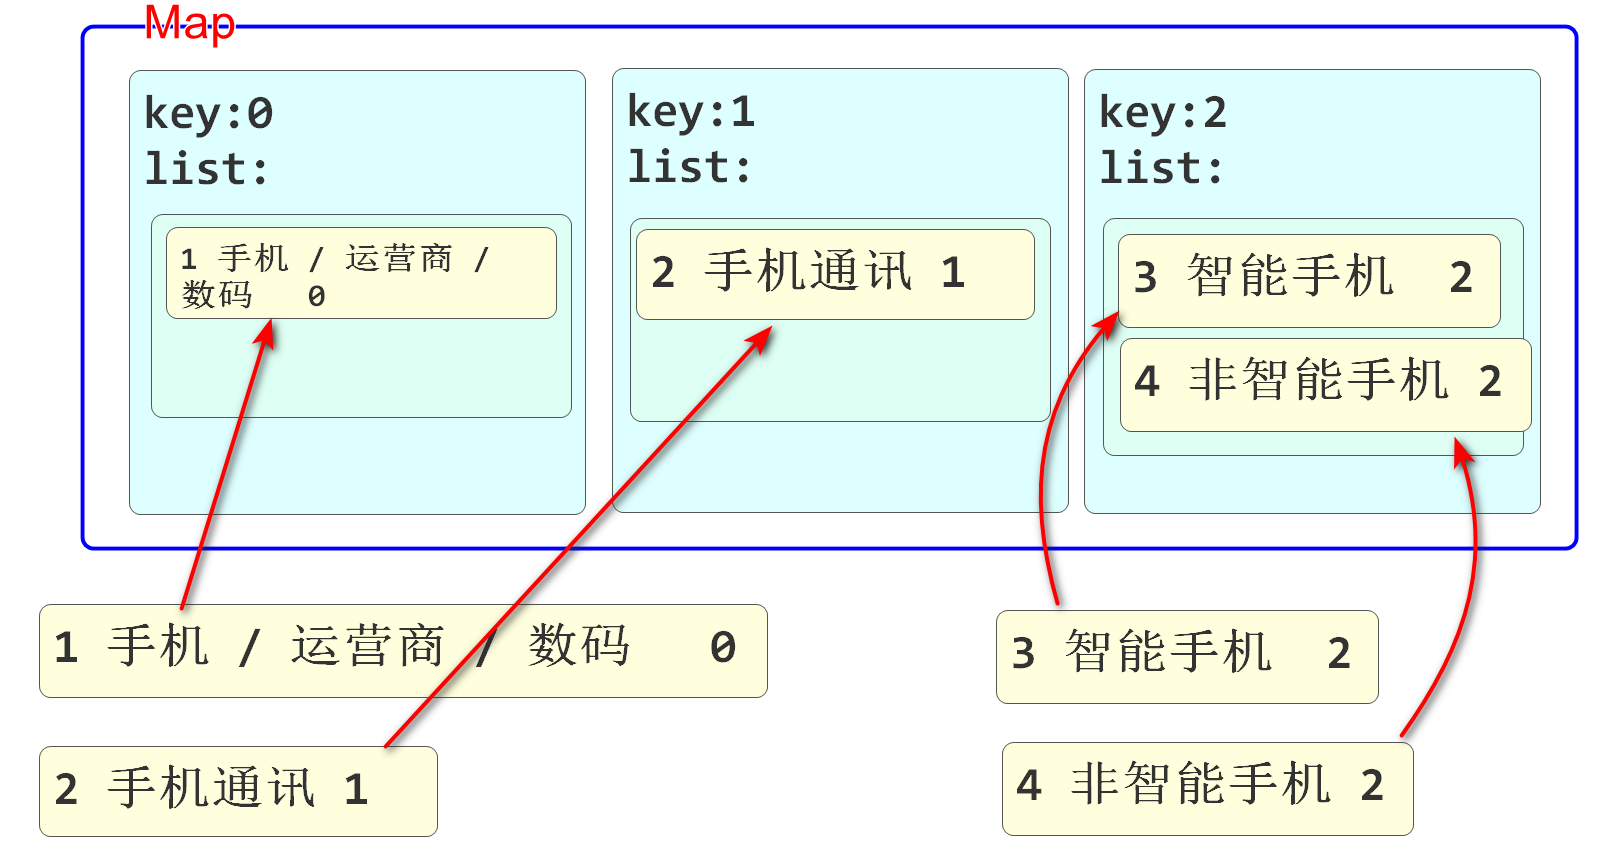 Map
key:0
list:
1 手机 / 运营商 /
数码 0
key:1
list:
2 手机通讯 1
key:2
list:
3 智能手机 2
4 非智能手机 2
1 手机 / 运营商 / 数码 0
2 手机通讯 1
3 智能手机 2
4 非智能手机 2